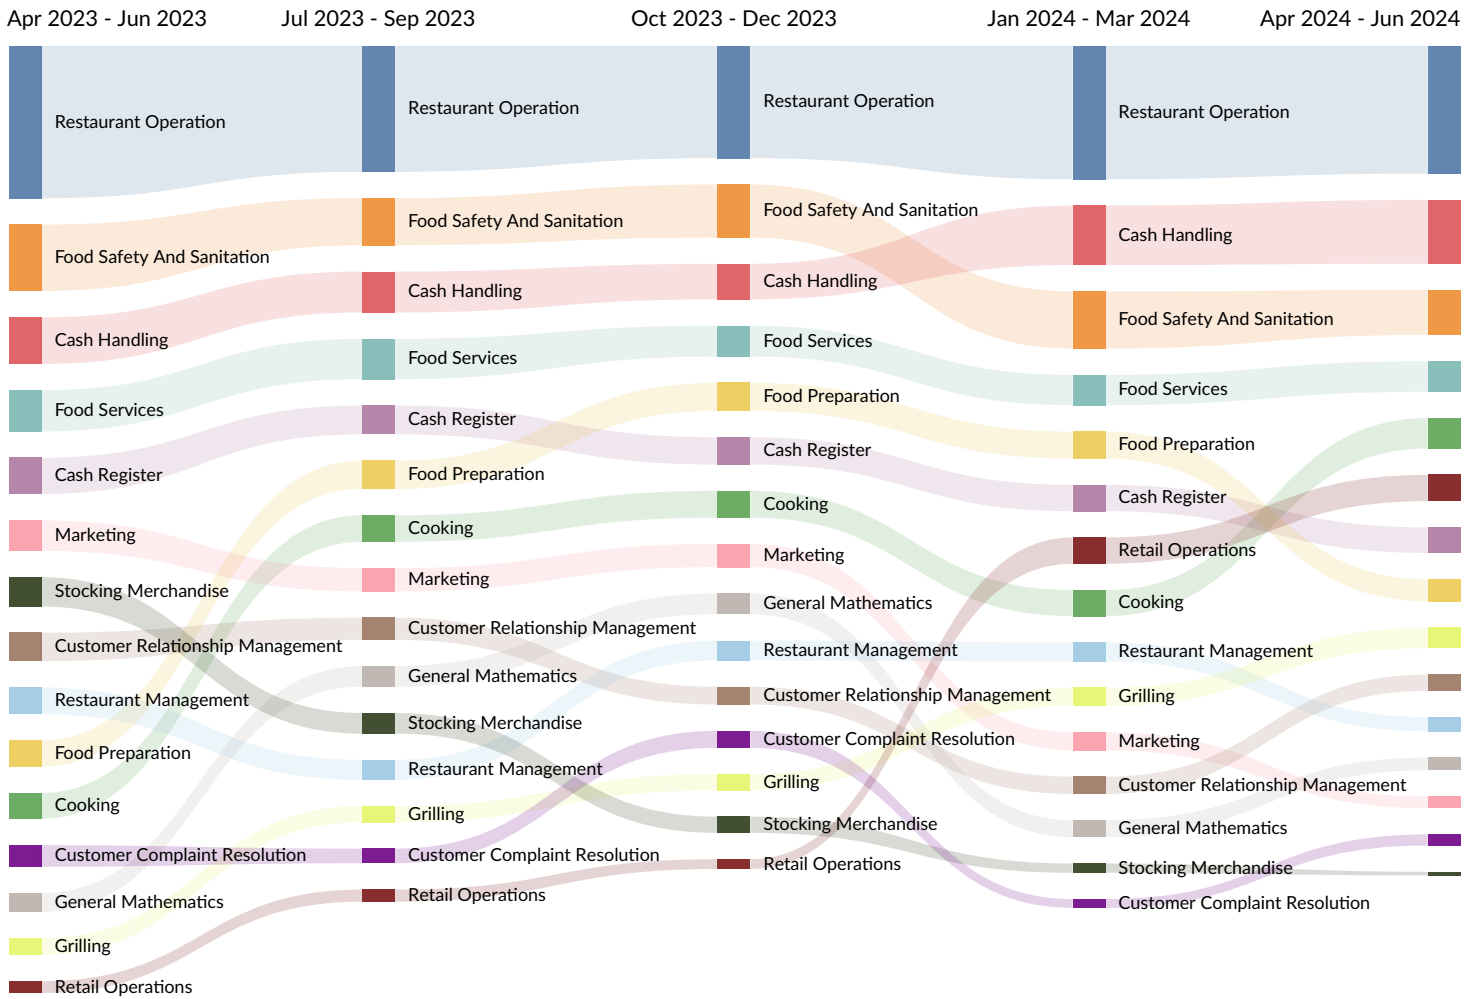 Apr 2023 - Jun 2023
Jul 2023 - Sep 2023
Oct 2023 - Dec 2023
Jan 2024 - Mar 2024
Apr 2024 - Jun 2024
Restaurant Operation
Food Safety And Sanitation
Cash Handling
Food Services
Cash Register
Marketing
Stocking Merchandise
Customer Relationship Management
Restaurant Management
Food Preparation
Cooking
Customer Complaint Resolution
General Mathematics
Grilling
Retail Operations
Restaurant Operation
Food Safety And Sanitation
Cash Handling
Food Services
Cash Register
Food Preparation
Cooking
Marketing
Customer Relationship Management
General Mathematics
Stocking Merchandise
Restaurant Management
Grilling
Customer Complaint Resolution
Retail Operations
Restaurant Operation
Food Safety And Sanitation
Cash Handling
Food Services
Food Preparation
Cash Register
Cooking
Marketing
General Mathematics
Restaurant Management
Customer Relationship Management
Customer Complaint Resolution
Grilling
Stocking Merchandise
Retail Operations
Restaurant Operation
Cash Handling
Food Safety And Sanitation
Food Services
Food Preparation
Cash Register
Retail Operations
Cooking
Restaurant Management
Grilling
Marketing
Customer Relationship Management
General Mathematics
Stocking Merchandise
Customer Complaint Resolution